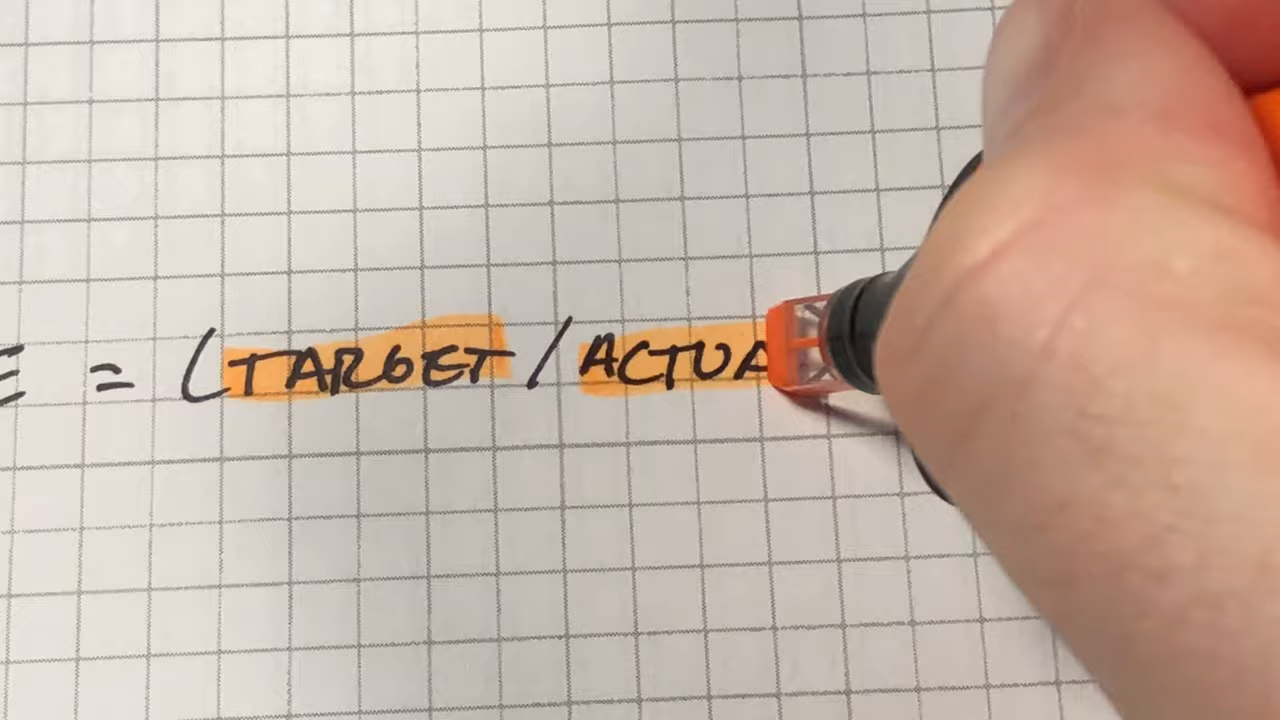 = (TARGET / ACTUA